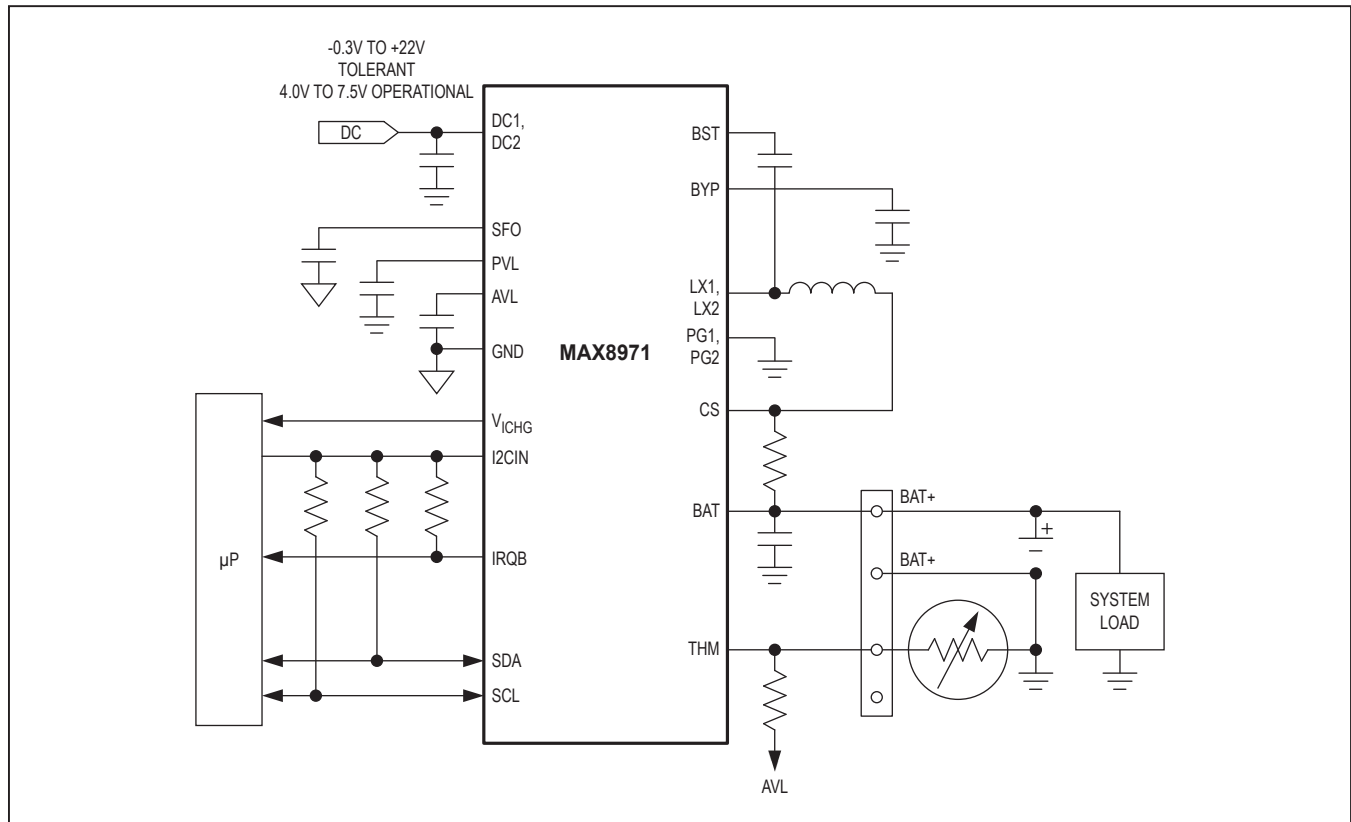 -0.3V TO +22V
TOLERANT
4.0V TO 7.5V OPERATIONAL
DC
DC1,
DC2
SFO
PVL
AVL
GND
VICHG
I2CIN
IRQB
SDA
SCL
µP
MAX8971
BST
BYP
LX1,
LX2
PG1,
PG2
CS
BAT
THM
AVL
BAT+
+
BAT+
SYSTEM
LOAD